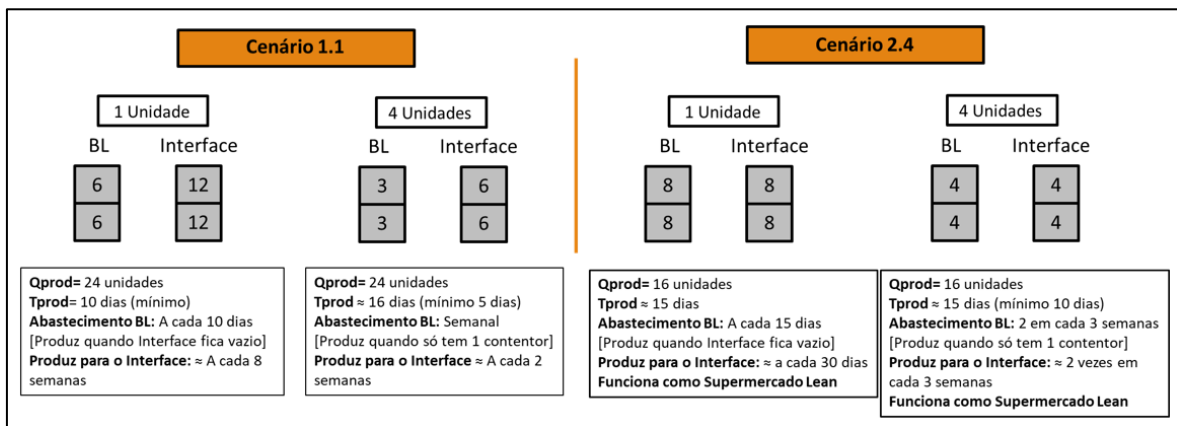 Cenário 1.1
1 Unidade
BL Interface
6 12
6 12
Qprod= 24 unidades
Tprod= 10 dias (mínimo)
Abastecimento BL: A cada 10 dias
[Produz quando Interface fica vazio]
Produz para o Interface: ≈ A cada 8
semanas
4 Unidades
BL Interface
3 6
3 6
Qprod= 24 unidades
Tprod ≈ 16 dias (mínimo 5 dias)
Abastecimento BL: Semanal
[Produz quando só tem 1 contentor]
Produz para o Interface ≈ A cada 2
semanas
Cenário 2.4
1 Unidade
BL Interface
8 8
8 8
Qprod= 16 unidades
Tprod ≈ 15 dias
Abastecimento BL: A cada 15 dias
[Produz quando Interface fica vazio]
Produz para o Interface: ≈ a cada 30 dias
Funciona como Supermercado Lean
4 Unidades
BL Interface
4 4
4 4
Qprod= 16 unidades
Tprod ≈ 15 dias (mínimo 10 dias)
Abastecimento BL: 2 em cada 3 semanas
[Produz quando só tem 1 contentor]
Produz para o Interface: ≈ 2 vezes em
cada 3 semanas
Funciona como Supermercado Lean